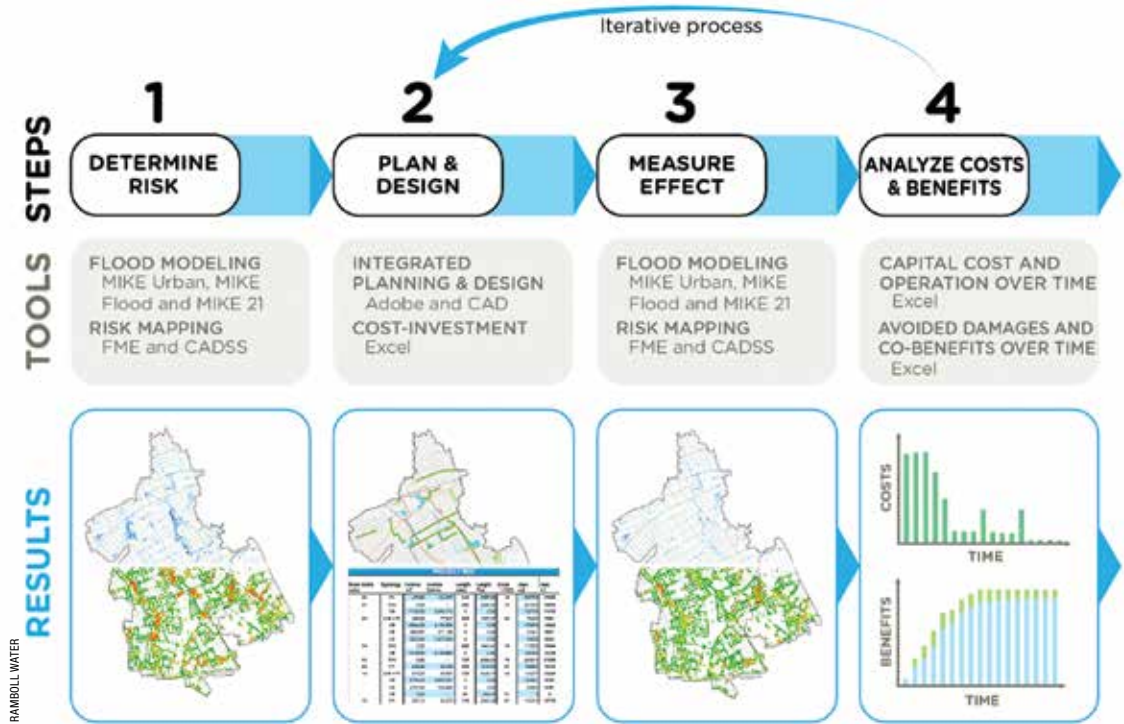 Iterative process
1
2
3
4
STEPS
DETERMINE
RISK
PLAN &
DESIGN
MEASURE
EFFECT
ANALYZE COSTS
& BENEFITS
TOOLS
FLOOD MODELING
MIKE Urban, MIKE
Flood and MIKE 21
RISK MAPPING
FME and CADSS
INTEGRATED
PLANNING & DESIGN
Adobe and CAD
COST-INVESTMENT
Excel
FLOOD MODELING
MIKE Urban, MIKE
Flood and MIKE 21
RISK MAPPING
FME and CADSS
CAPITAL COST AND
OPERATION OVER TIME
Excel
AVOIDED DAMAGES AND
CO-BENEFITS OVER TIME
Excel
RESULTS
COSTS
TIME
BENEFITS
TIME
RAMBOLL WATER